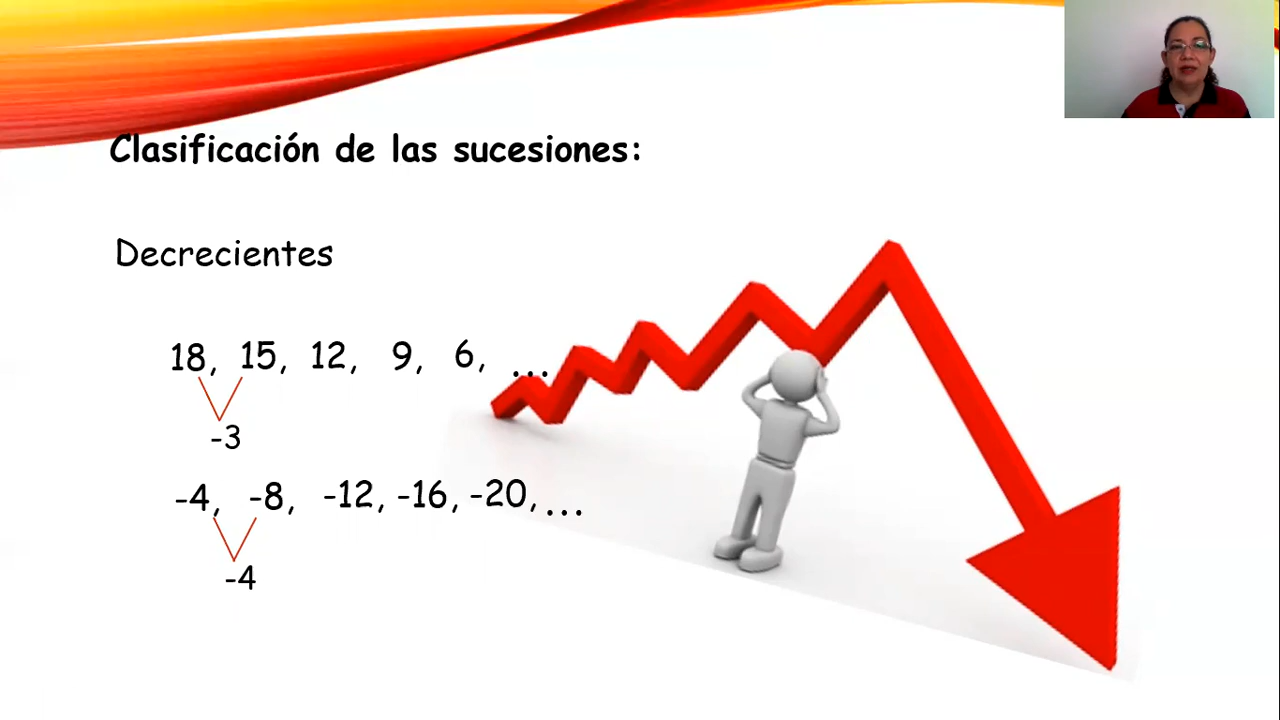 Clasificación de las sucesiones:
Decrecientes
18, 15, 12, 9, 6, ...
-3
-4, -8, -12, -16, -20, ...
-4